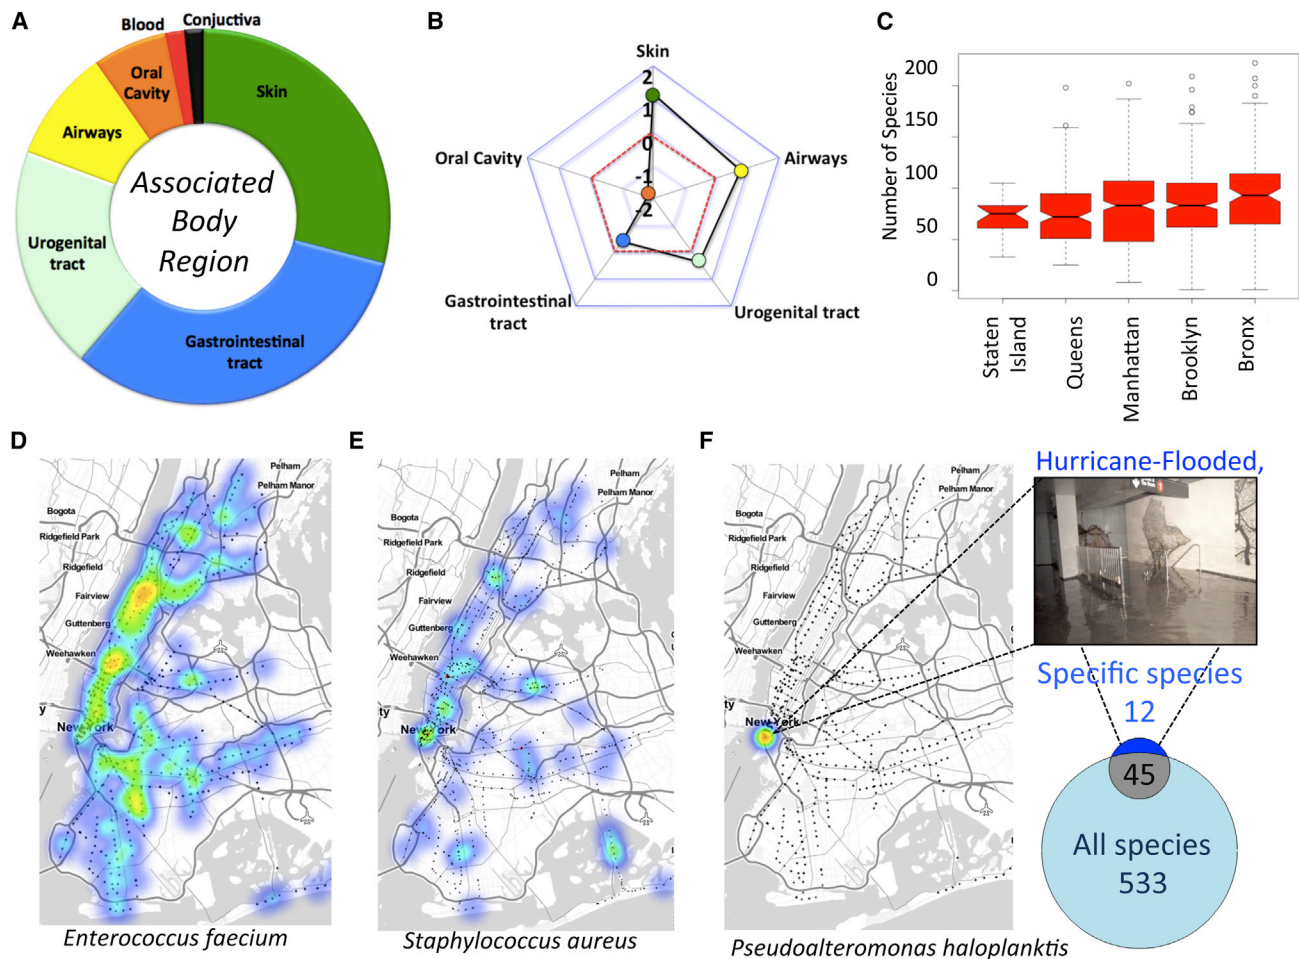 A
Blood
Conjuctiva
Oral
Cavity
Skin
Airways
Associated
Body
Region
Urogenital
tract
Gastrointestinal
tract
B
Skin
2
1
0
-1
-2
Oral Cavity
Airways
Gastrointestinal
tract
Urogenital tract
C
Number of Species
200
150
100
50
0
Staten
Island
Queens
Manhattan
Brooklyn
Bronx
D
Pelham
Pelham Manor
Bogota
Ridgefield Park
Ridgefield
Fairview
Guttenberg
Weehawken
y
New York
Enterococcus faecium
E
Pelham
Pelham Manor
Bogota
Ridgefield Park
Ridgefield
Fairview
Guttenberg
Weehawken
ty
New York
Staphylococcus aureus
F
Pelham
Pelham Manor
Bogota
Ridgefield Park
Ridgefield
Fairview
Guttenberg
Weehawken
ty
New York
Pseudoalteromonas haloplanktis
Hurricane-Flooded,
Specific species
12
45
All species
533